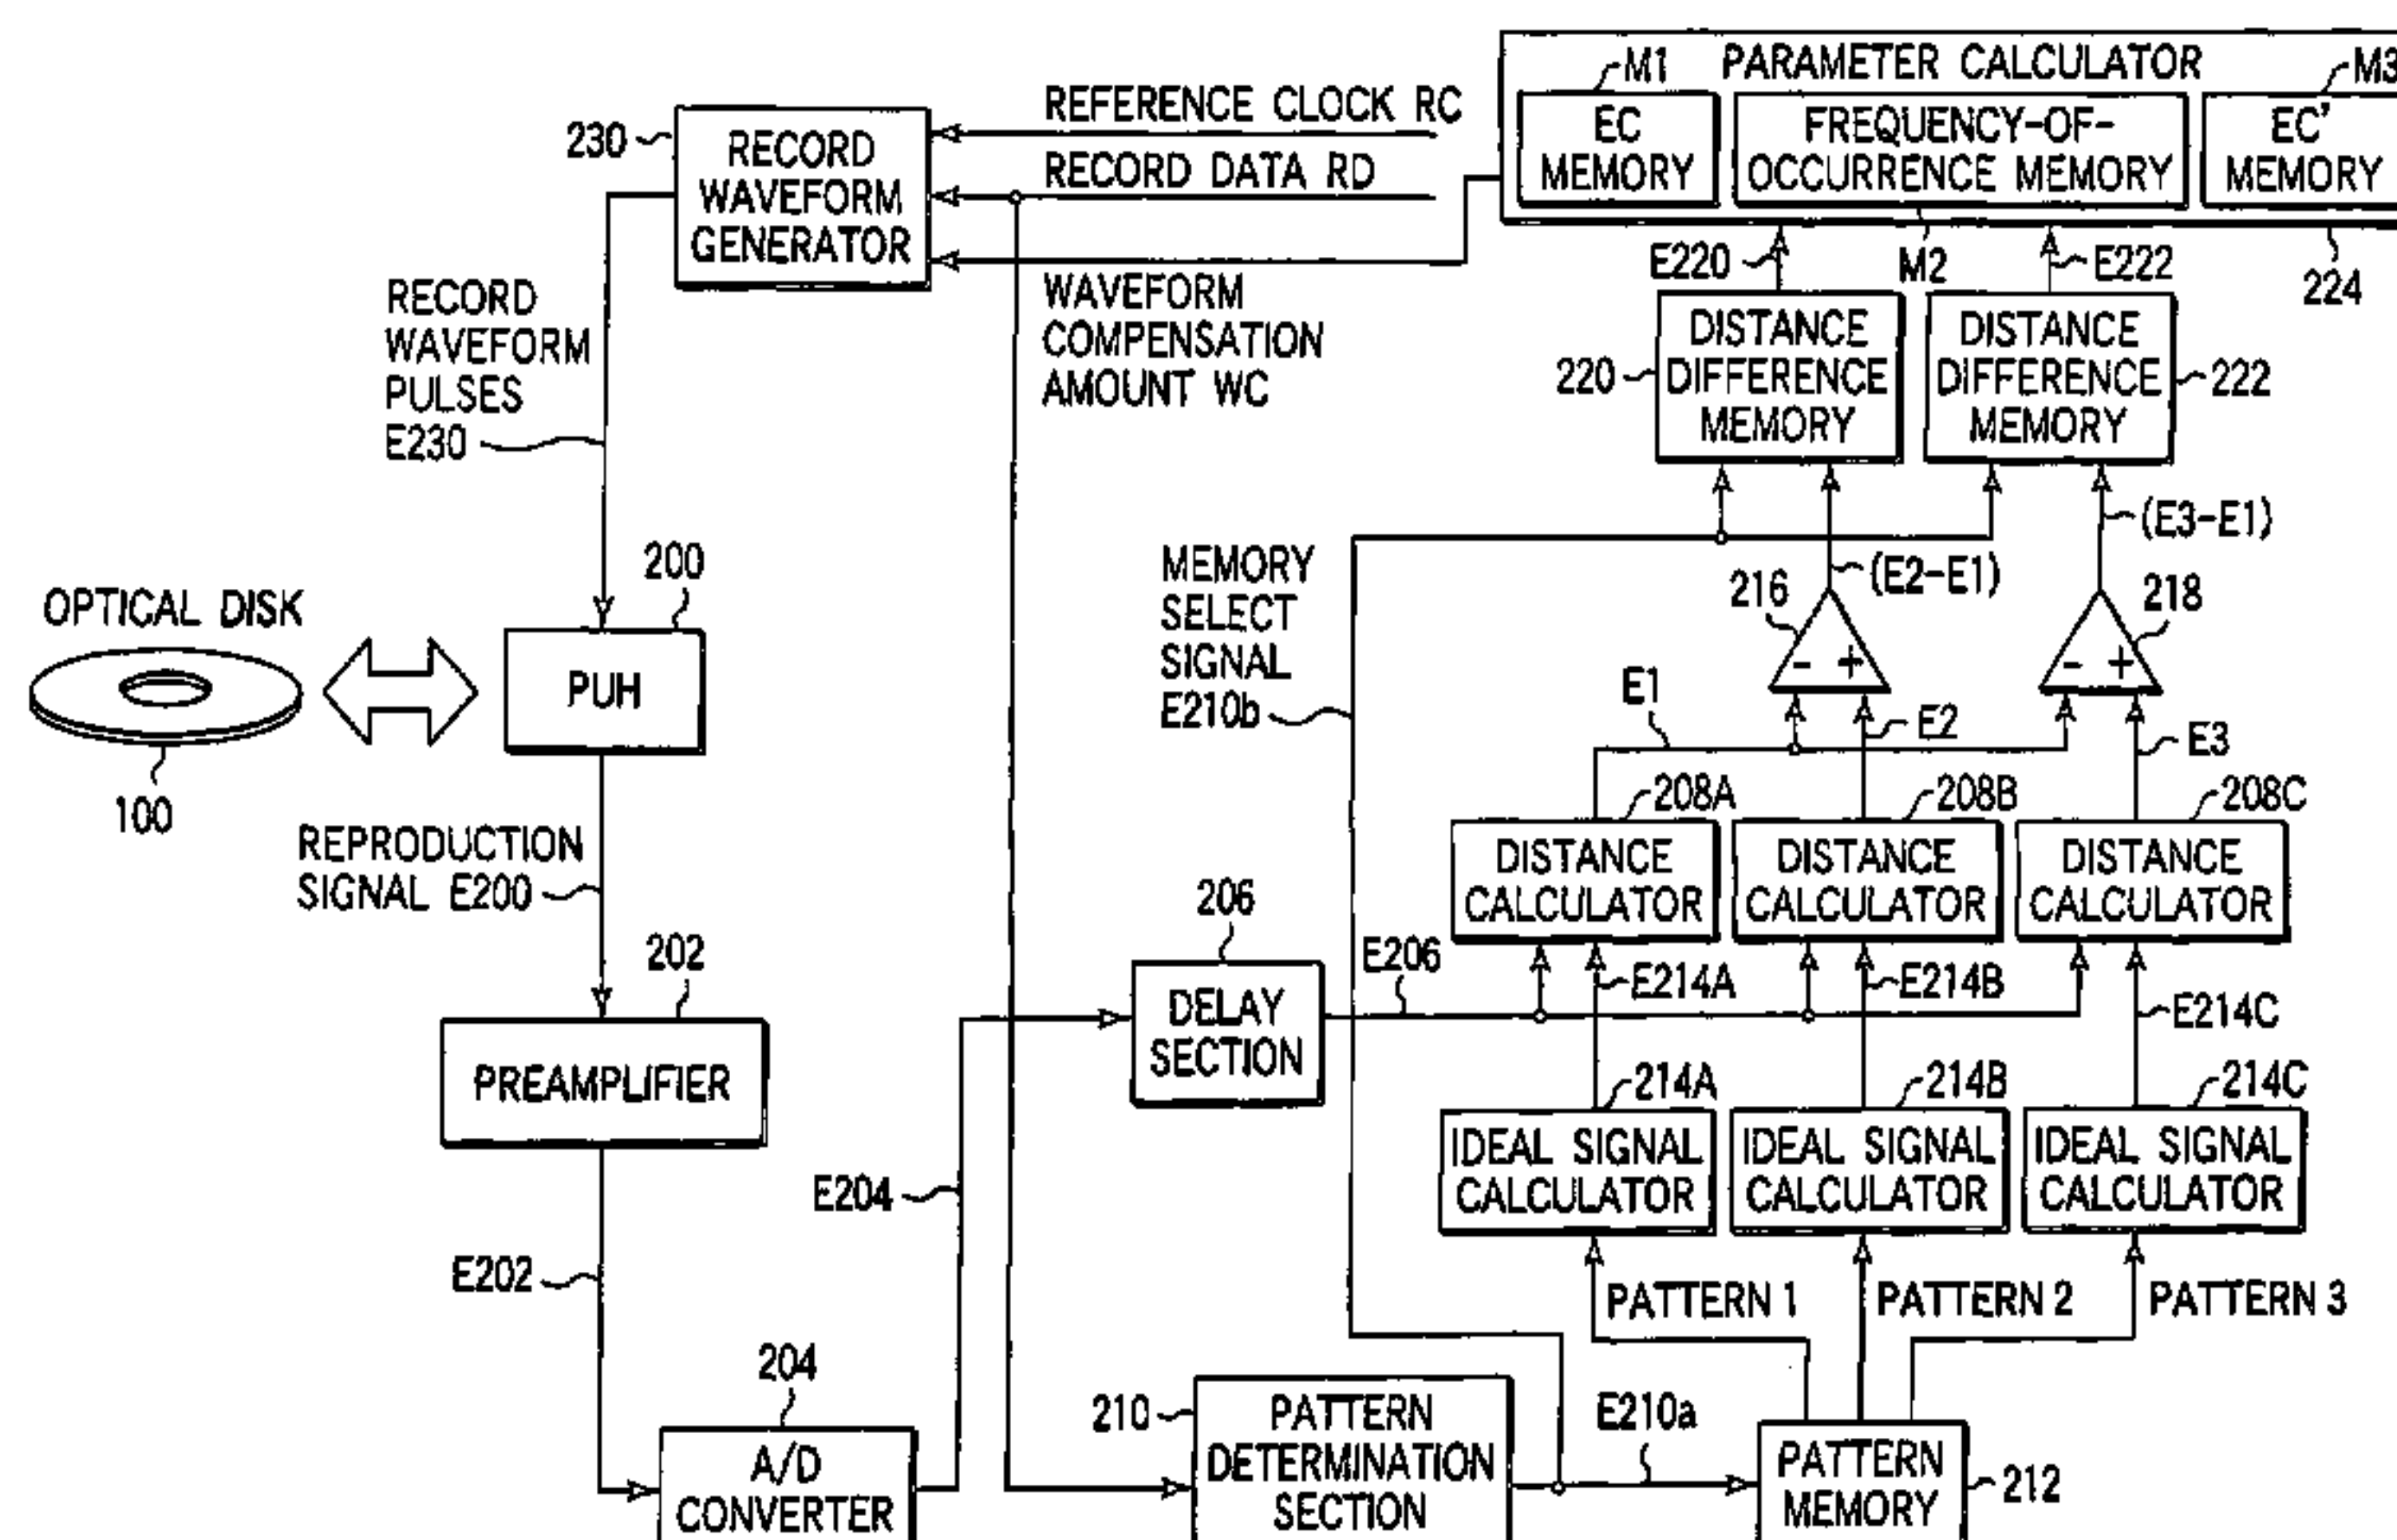 PARAMETER CALCULATOR
M1
M3
EC
MEMORY
FREQUENCY-OF-
OCCURRENCE MEMORY
EC'
MEMORY
M2
224
REFERENCE CLOCK RC
RECORD DATA RD
WAVEFORM
COMPENSATION
AMOUNT WC
230
RECORD
WAVEFORM
GENERATOR
RECORD
WAVEFORM
PULSES
E230
E220
E222
220
DISTANCE
DIFFERENCE
MEMORY
DISTANCE
DIFFERENCE
MEMORY
222
(E2-E1)
(E3-E1)
216
- +
218
- +
MEMORY
SELECT
SIGNAL
E210b
OPTICAL DISK
100
200
PUH
REPRODUCTION
SIGNAL E200
E1
E2
E3
208A
DISTANCE
CALCULATOR
208B
DISTANCE
CALCULATOR
208C
DISTANCE
CALCULATOR
206
DELAY
SECTION
E206
E214A
E214B
E214C
202
PREAMPLIFIER
214A
IDEAL SIGNAL
CALCULATOR
214B
IDEAL SIGNAL
CALCULATOR
214C
IDEAL SIGNAL
CALCULATOR
E204
E202
PATTERN 1
PATTERN 2
PATTERN 3
204
A/D
CONVERTER
210
PATTERN
DETERMINATION
SECTION
E210a
PATTERN
MEMORY
212